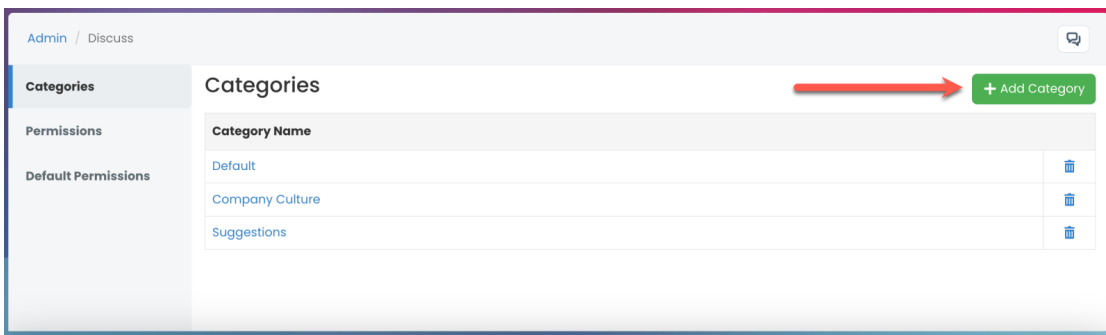 Admin / Discuss
Categories
Permissions
Default Permissions
Categories
+ Add Category
Category Name
Default
Company Culture
Suggestions